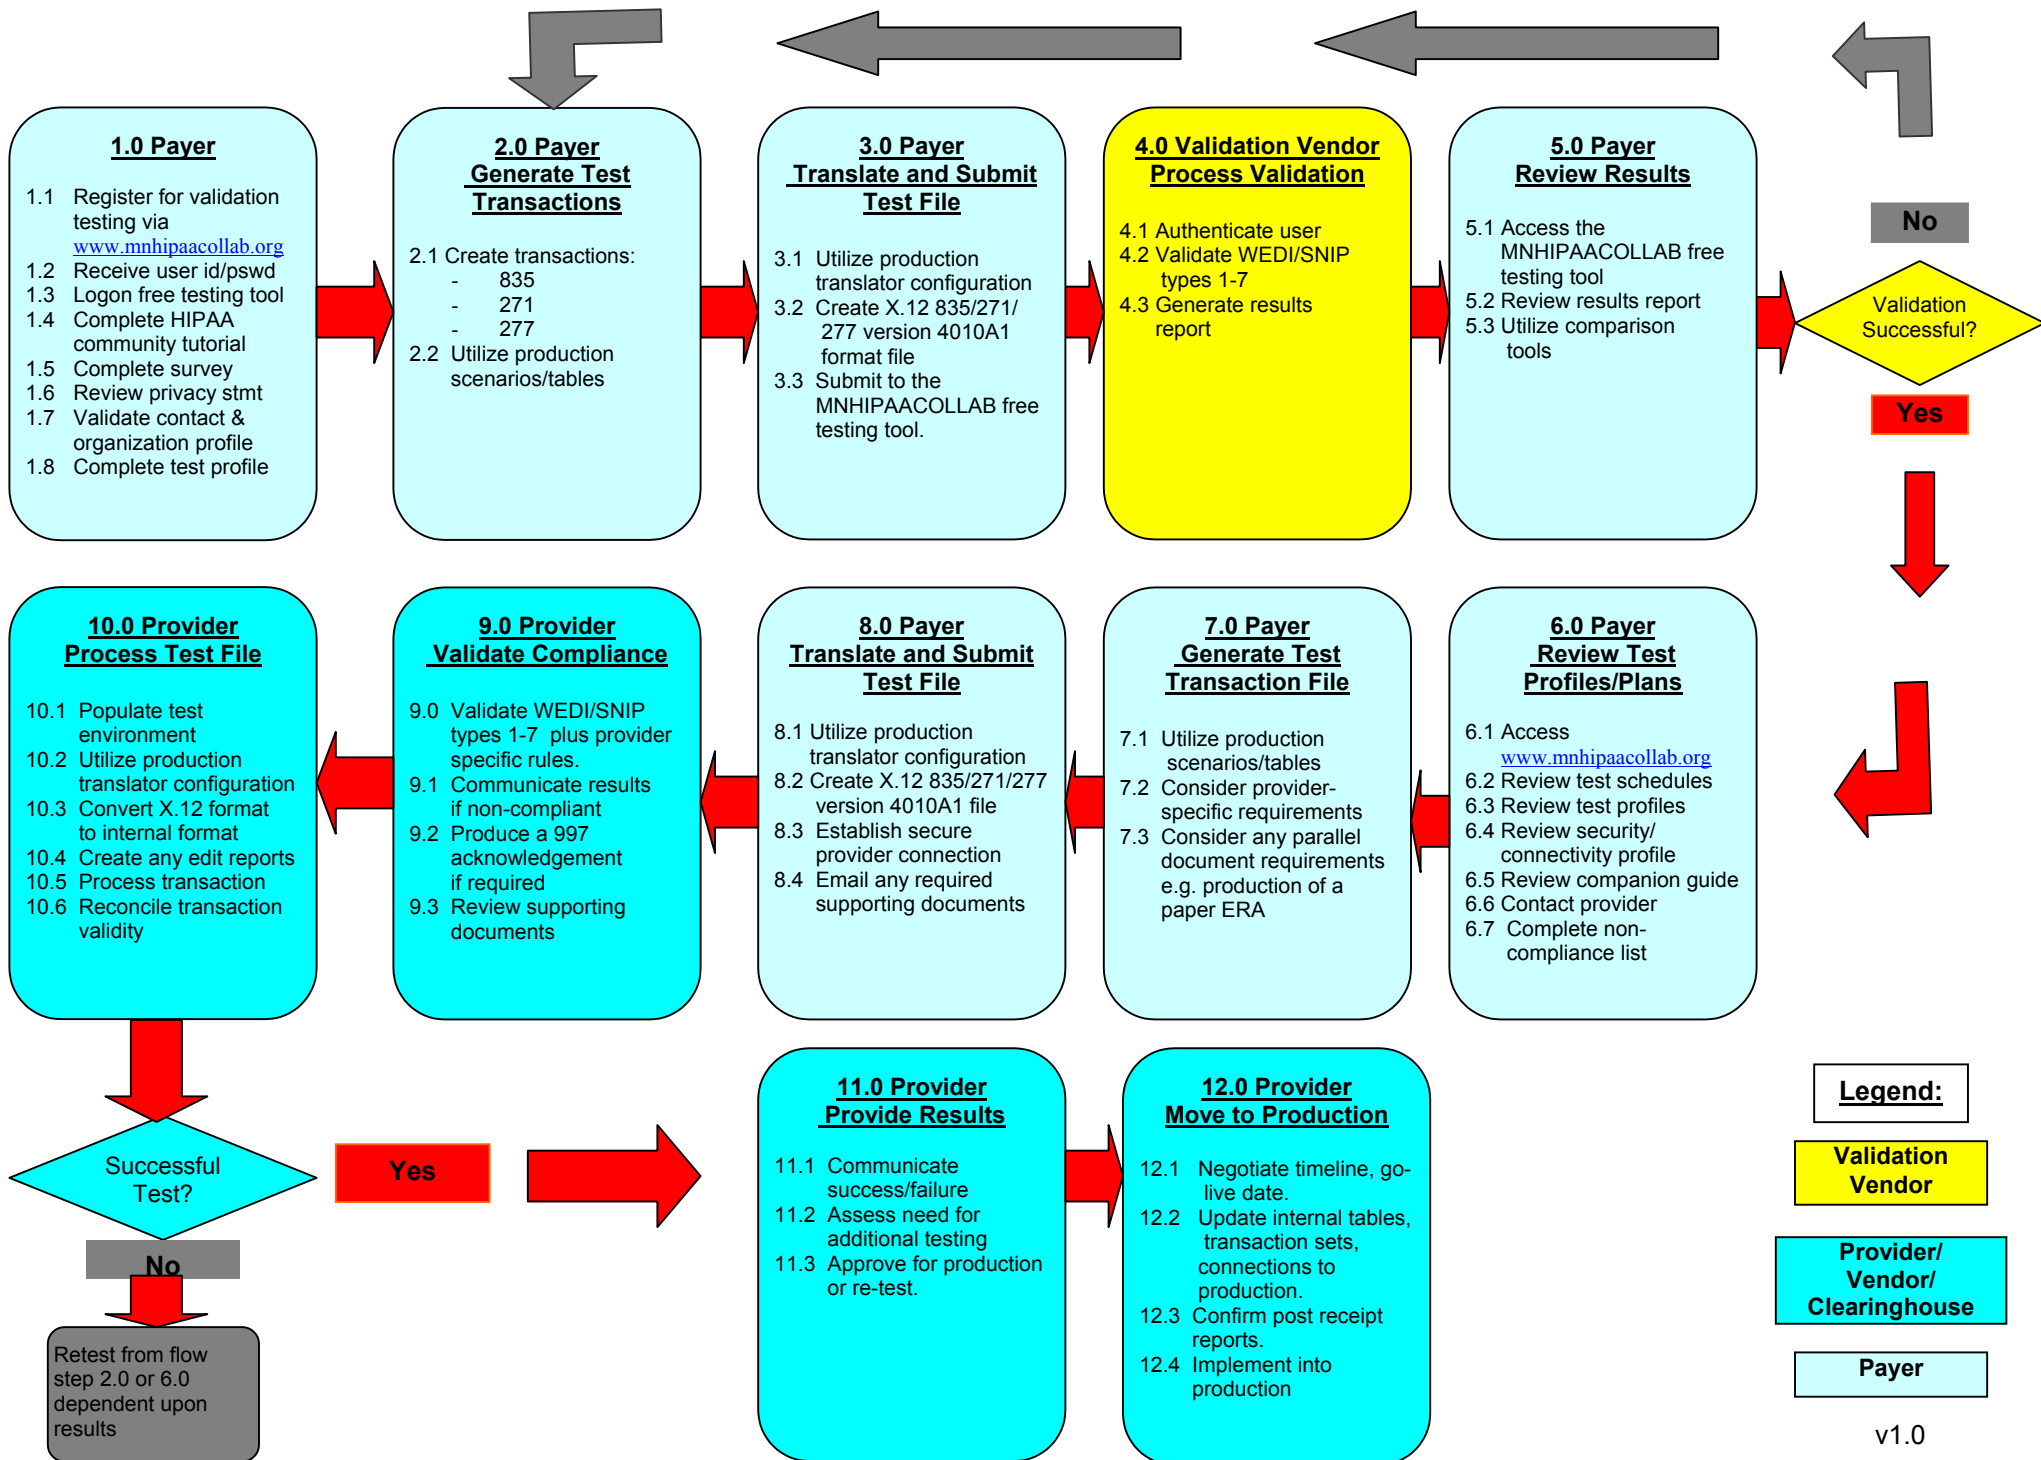 1.0 Payer
1.1 Register for validation
testing via
www.mnhipaacollab.org
1.2 Receive user id/pswd
1.3 Logon free testing tool
1.4 Complete HIPAA
community tutorial
1.5 Complete survey
1.6 Review privacy stmt
1.7 Validate contact &
organization profile
1.8 Complete test profile
2.0 Payer
Generate Test
Transactions
2.1 Create transactions:
- 835
- 271
- 277
2.2 Utilize production
scenarios/tables
3.0 Payer
Translate and Submit
Test File
3.1 Utilize production
translator configuration
3.2 Create X.12 835/271/
277 version 4010A1
format file
3.3 Submit to the
MNHIPAACOLLAB free
testing tool.
4.0 Validation Vendor
Process Validation
4.1 Authenticate user
4.2 Validate WEDI/SNIP
types 1-7
4.3 Generate results
report
5.0 Payer
Review Results
5.1 Access the
MNHIPAACOLLAB free
testing tool
5.2 Review results report
5.3 Utilize comparison
tools
No
Validation
Successful?
Yes
10.0 Provider
Process Test File
10.1 Populate test
environment
10.2 Utilize production
translator configuration
10.3 Convert X.12 format
to internal format
10.4 Create any edit reports
10.5 Process transaction
10.6 Reconcile transaction
validity
9.0 Provider
Validate Compliance
9.0 Validate WEDI/SNIP
types 1-7 plus provider
specific rules.
9.1 Communicate results
if non-compliant
9.2 Produce a 997
acknowledgement
if required
9.3 Review supporting
documents
8.0 Payer
Translate and Submit
Test File
8.1 Utilize production
translator configuration
8.2 Create X.12 835/271/277
version 4010A1 file
8.3 Establish secure
provider connection
8.4 Email any required
supporting documents
7.0 Payer
Generate Test
Transaction File
7.1 Utilize production
scenarios/tables
7.2 Consider provider-
specific requirements
7.3 Consider any parallel
document requirements
e.g. production of a
paper ERA
6.0 Payer
Review Test
Profiles/Plans
6.1 Access
www.mnhipaacollab.org
6.2 Review test schedules
6.3 Review test profiles
6.4 Review security/
connectivity profile
6.5 Review companion guide
6.6 Contact provider
6.7 Complete non-
compliance list
Successful
Test?
Yes
No
Retest from flow
step 2.0 or 6.0
dependent upon
results
11.0 Provider
Provide Results
11.1 Communicate
success/failure
11.2 Assess need for
additional testing
11.3 Approve for production
or re-test.
12.0 Provider
Move to Production
12.1 Negotiate timeline, go-
live date.
12.2 Update internal tables,
transaction sets,
connections to
production.
12.3 Confirm post receipt
reports.
12.4 Implement into
production
Legend:
Validation
Vendor
Provider/
Vendor/
Clearinghouse
Payer
v1.0